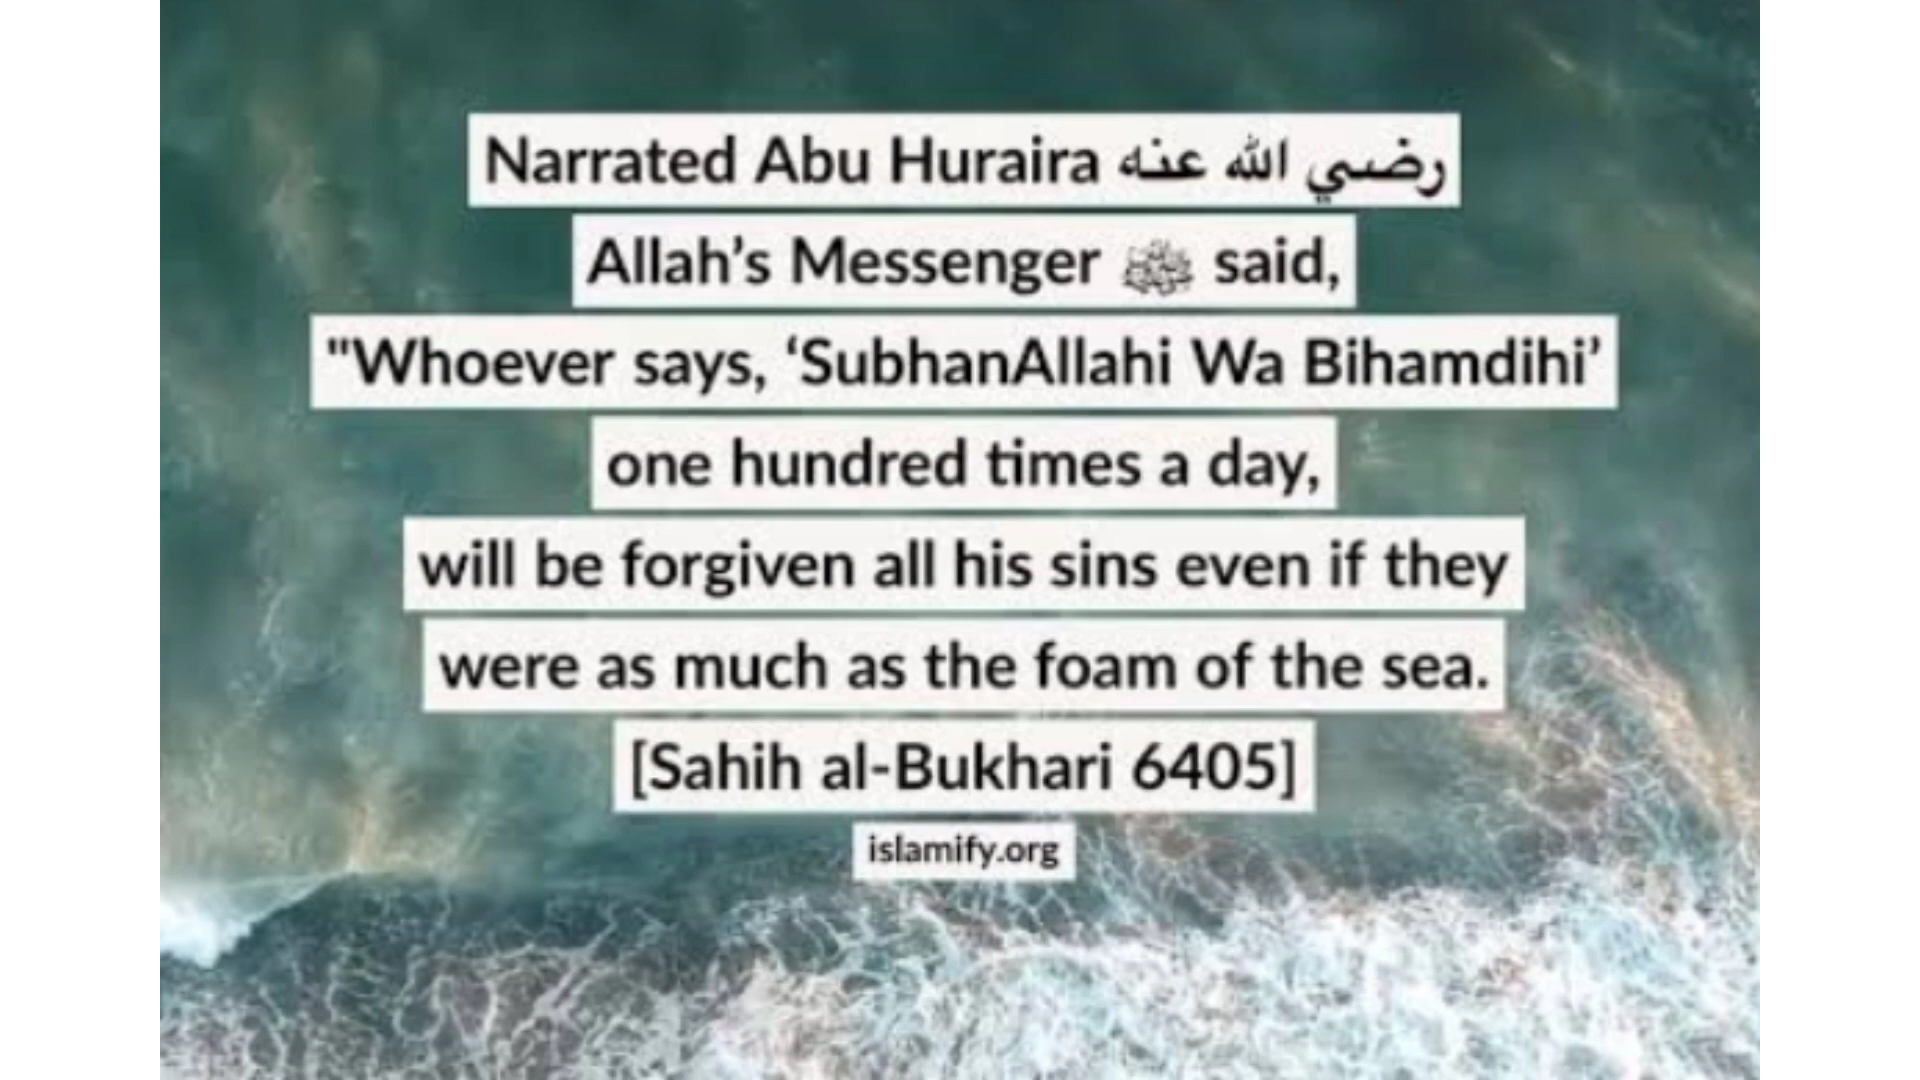 Narrated Abu Huraira رضي الله عنه
Allah’s Messenger ﷺ said,
"Whoever says, ‘SubhanAllahi Wa Bihamdihi’
one hundred times a day,
will be forgiven all his sins even if they
were as much as the foam of the sea.
[Sahih al-Bukhari 6405]
islamify.org